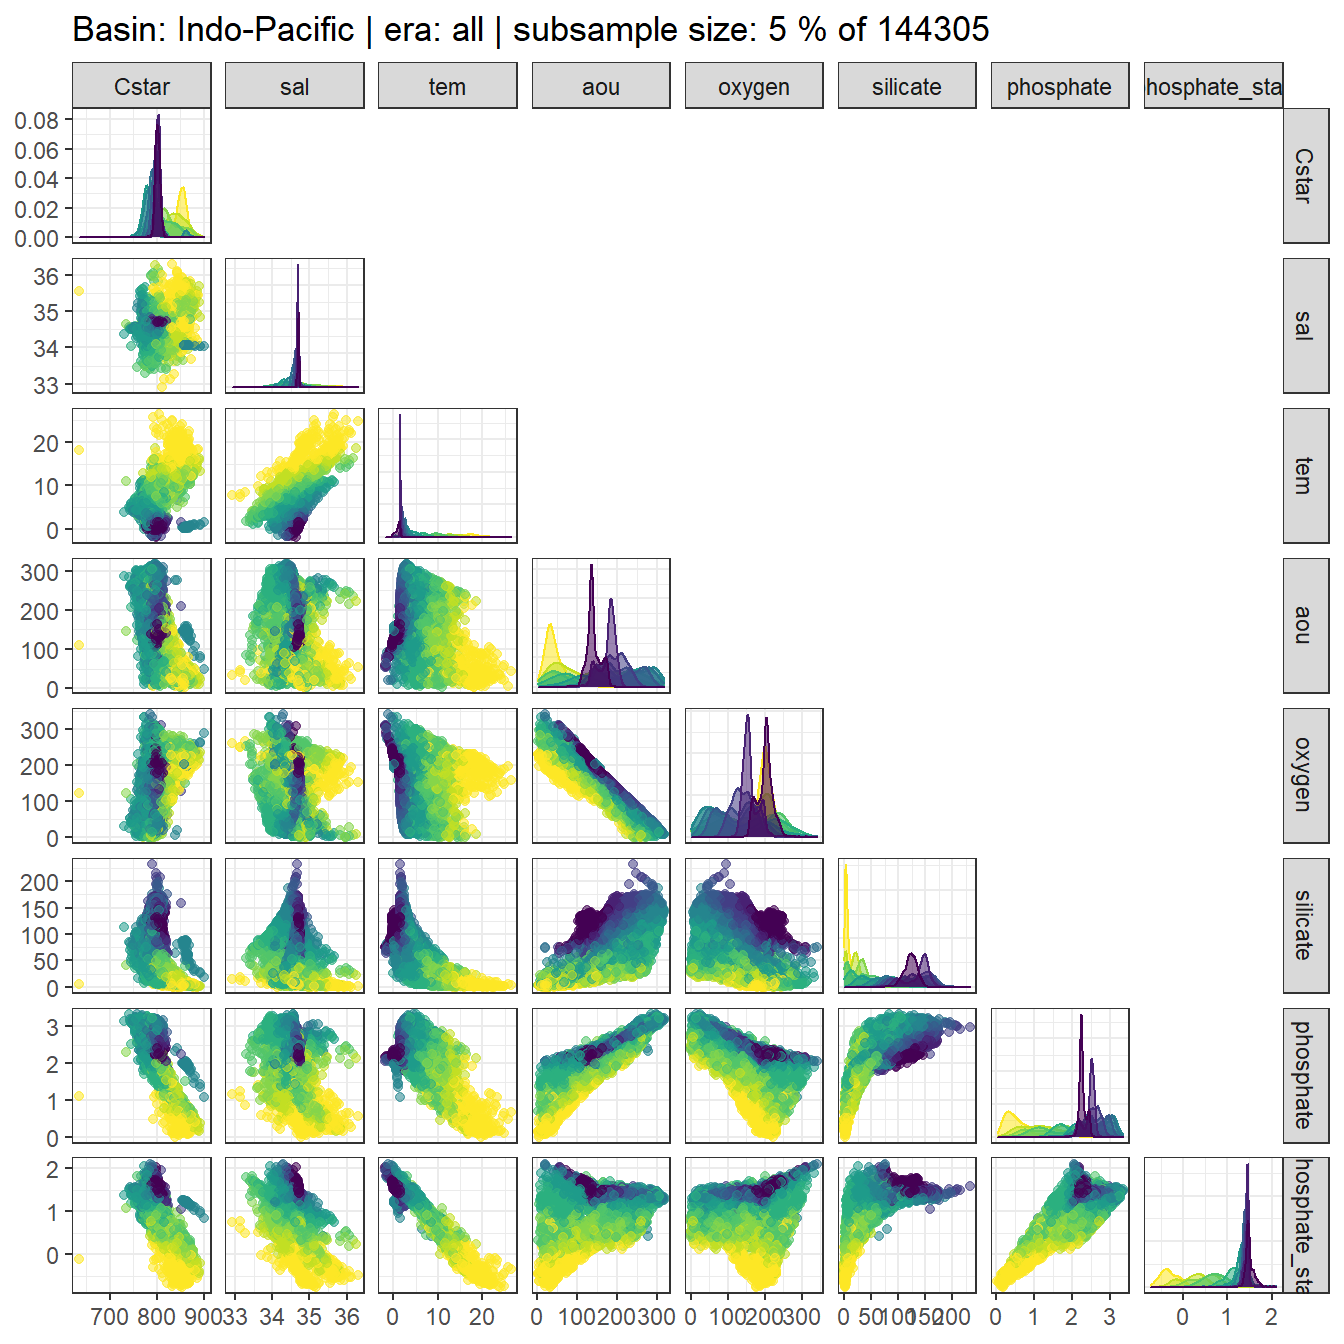 Basin: Indo-Pacific | era: all | subsample size: 5 % of 144305
Cstar sal tem aou oxygen silicate phosphate hosphate_sta
0.08
0.06
0.04
0.02
0.00
Cstar
36
35
34
33
sal
20
10
0
tem
300
200
100
0
aou
300
200
100
0
oxygen
200
150
100
50
0
silicate
3
2
1
0
phosphate
2
1
0
hosphate_sta
700 800 900 33 34 35 36 0 10 20 0 100 200 300 0 100 200 300 0 50 100 150 200 0 1 2 3 0 1 2